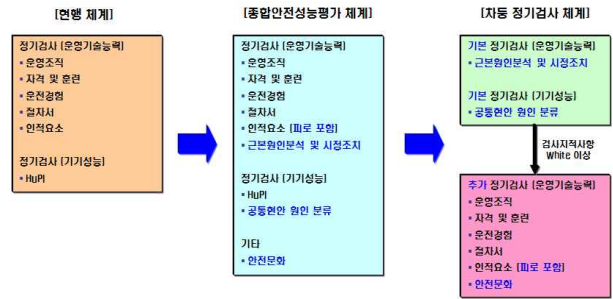 [현행 체계]
정기검사 (운영기술능력)
• 운영조직
• 자격 및 훈련
• 운전경험
• 절차서
• 인적요소
정기검사 (기기성능)
• HuPI
[종합안전성능평가 체계]
정기검사 (운영기술능력)
• 운영조직
• 자격 및 훈련
• 운전경험
• 절차서
• 인적요소 [피로 포함]
• 근본원인분석 및 시정조치
정기검사 (기기성능)
• HuPI
• 공통현안 원인 분류
기타
• 안전문화
[차등 정기검사 체계]
기본 정기검사 (운영기술능력)
• 근본원인분석 및 시정조치
기본 정기검사 (기기성능)
• 공통현안 원인 분류
검사지적사항
White 이상
추가 정기검사 (운영기술능력)
• 운영조직
• 자격 및 훈련
• 운전경험
• 절차서
• 인적요소 [피로 포함]
• 안전문화